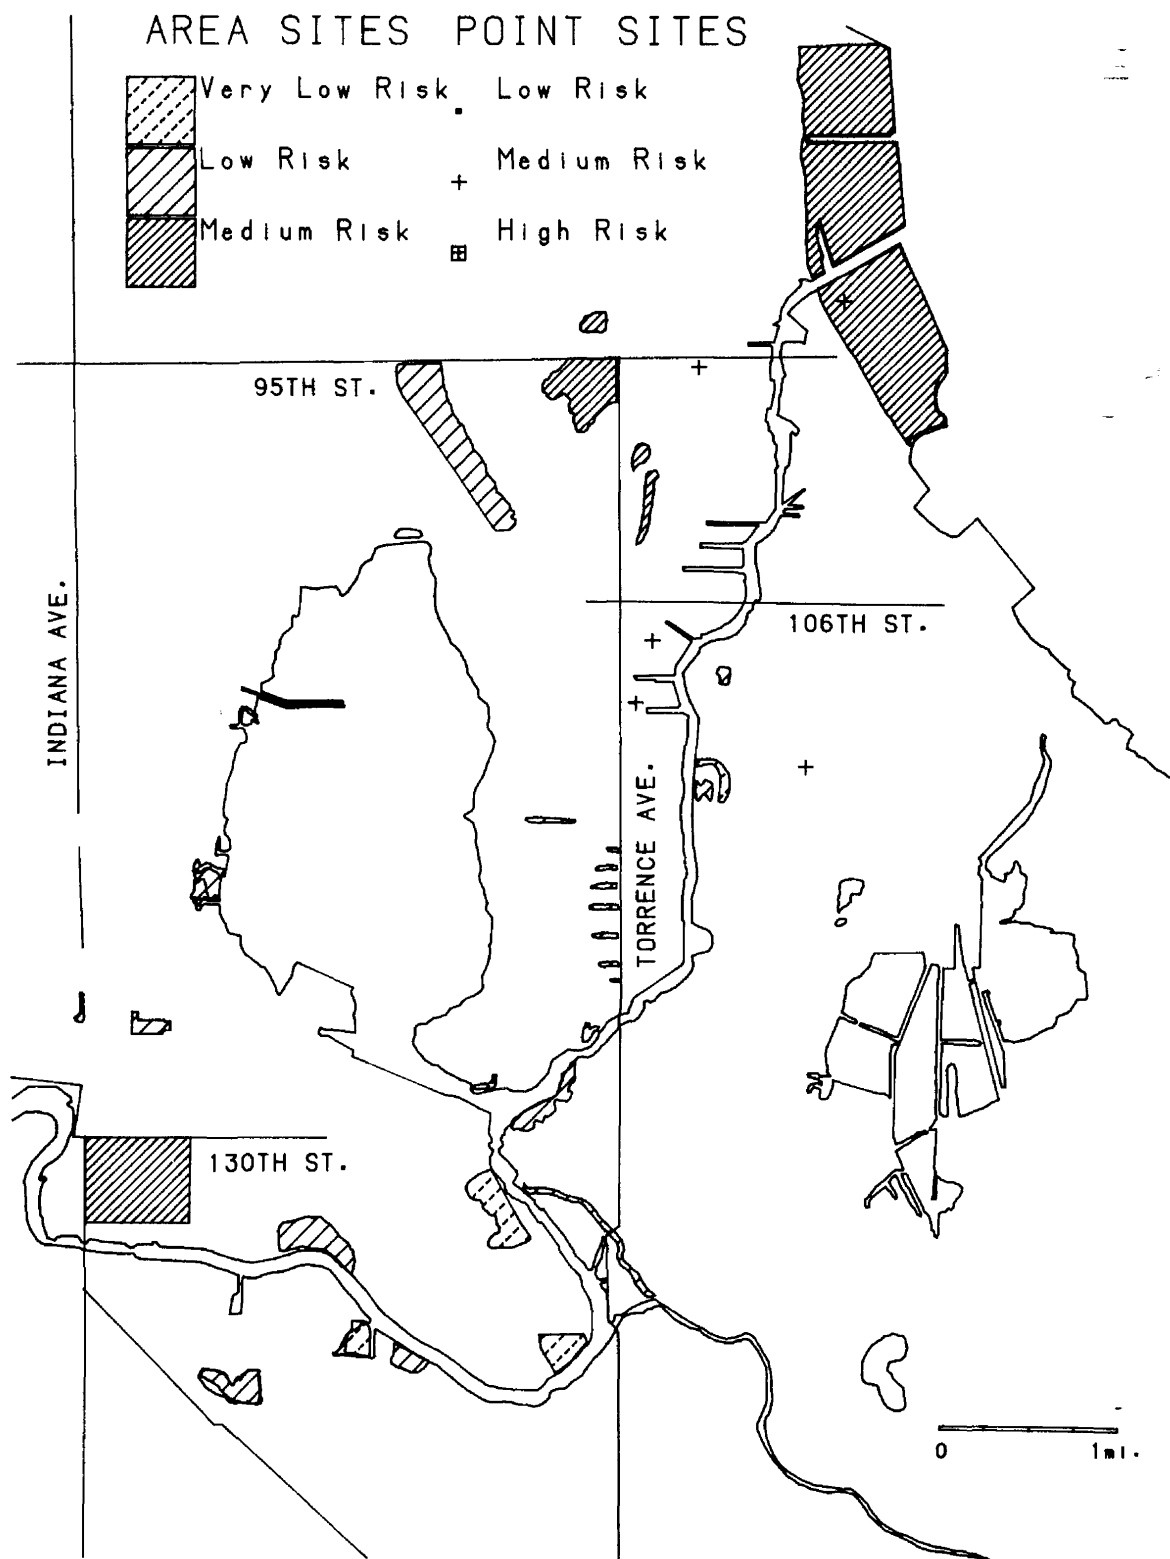 AREA SITES POINT SITES
Very Low Risk Low Risk
Low Risk Medium Risk
Medium Risk High Risk
95TH ST.
INDIANA AVE.
106TH ST.
TORRENCE AVE.
130TH ST.
0 1mi.